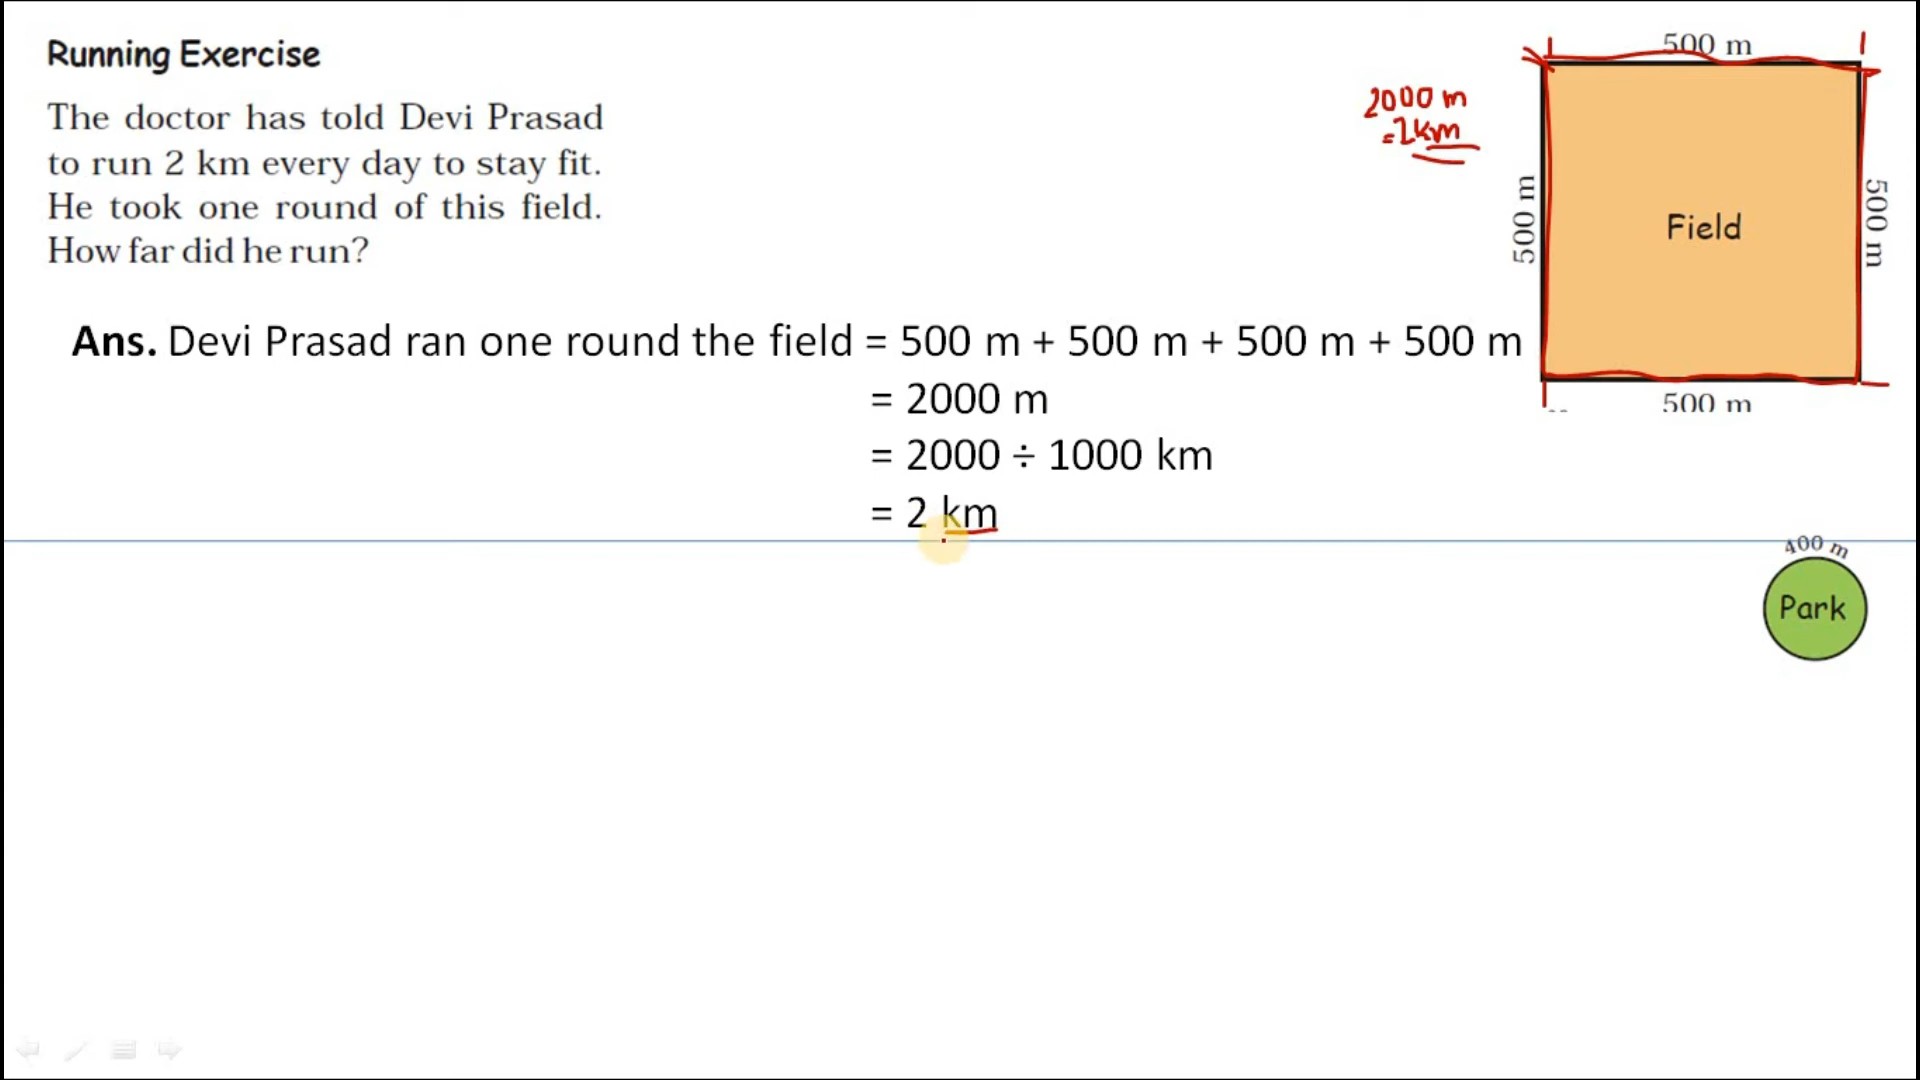 Running Exercise
The doctor has told Devi Prasad
to run 2 km every day to stay fit.
He took one round of this field.
How far did he run?
500 m
2000 m
= 2km
500 m
Field
500 m
500 m
Ans. Devi Prasad ran one round the field = 500 m + 500 m + 500 m + 500 m
= 2000 m
= 2000 ÷ 1000 km
= 2 km
400 m
Park